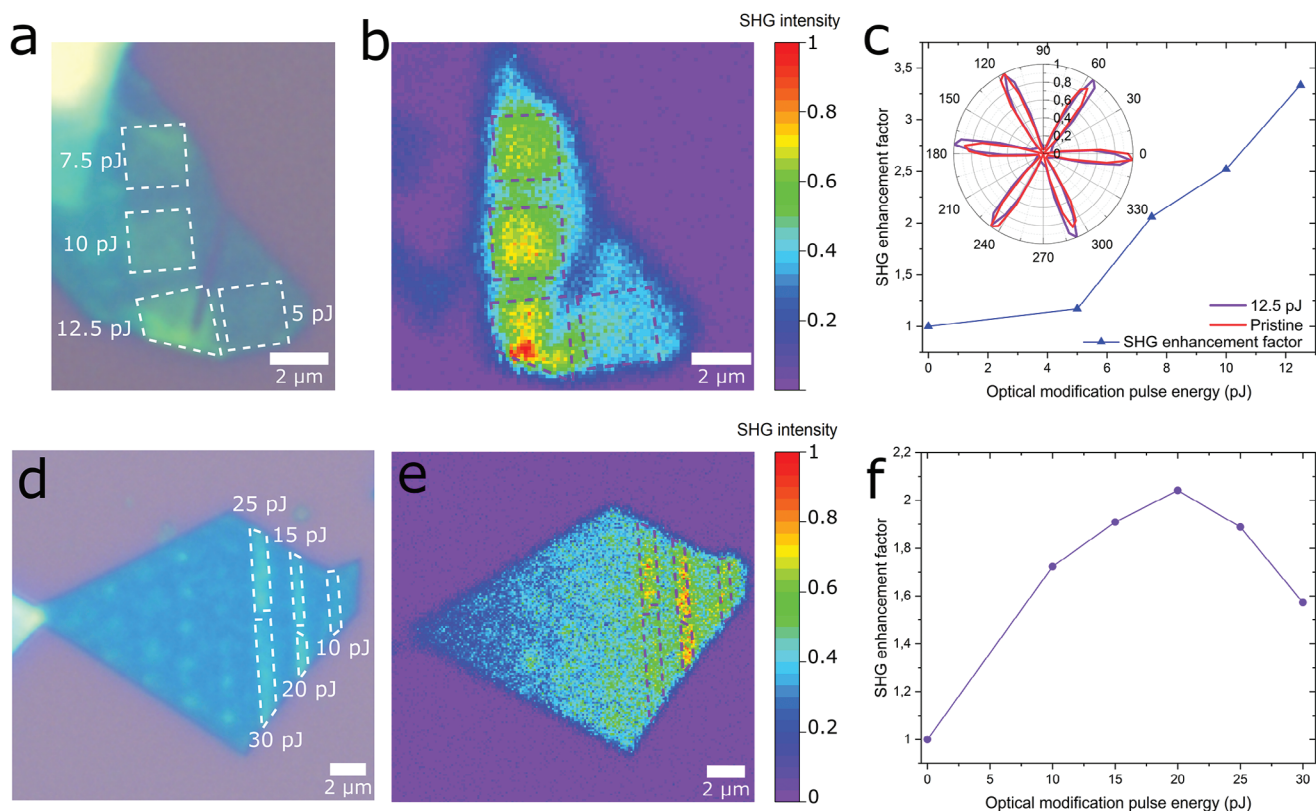 a
7.5 pJ
10 pJ
12.5 pJ
5 pJ
2 µm
b
SHG intensity
1
0.8
0.6
0.4
0.2
2 µm
c
SHG enhancement factor
3,5
3
2,5
2
1,5
1
0
2
4
6
8
10
12
Optical modification pulse energy (pJ)
90
60
30
0
330
300
270
240
210
180
150
120
1
0,8
0,6
0,4
0,2
0
12.5 pJ
Pristine
SHG enhancement factor
d
25 pJ
15 pJ
10 pJ
20 pJ
30 pJ
2 µm
e
SHG intensity
1
0.8
0.6
0.4
0.2
0
2 µm
f
SHG enhancement factor
2,2
2
1,8
1,6
1,4
1,2
1
0
5
10
15
20
25
30
Optical modification pulse energy (pJ)